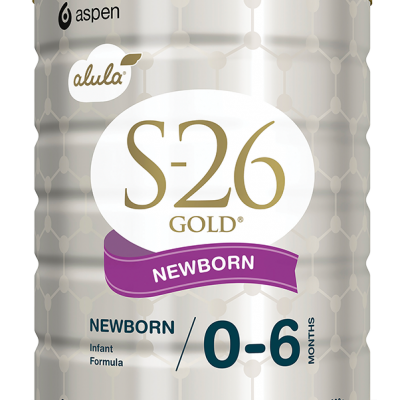 aspen
alula®
S-26
GOLD®
NEWBORN
NEWBORN / 0-6 MONTHS
Infant
Formula